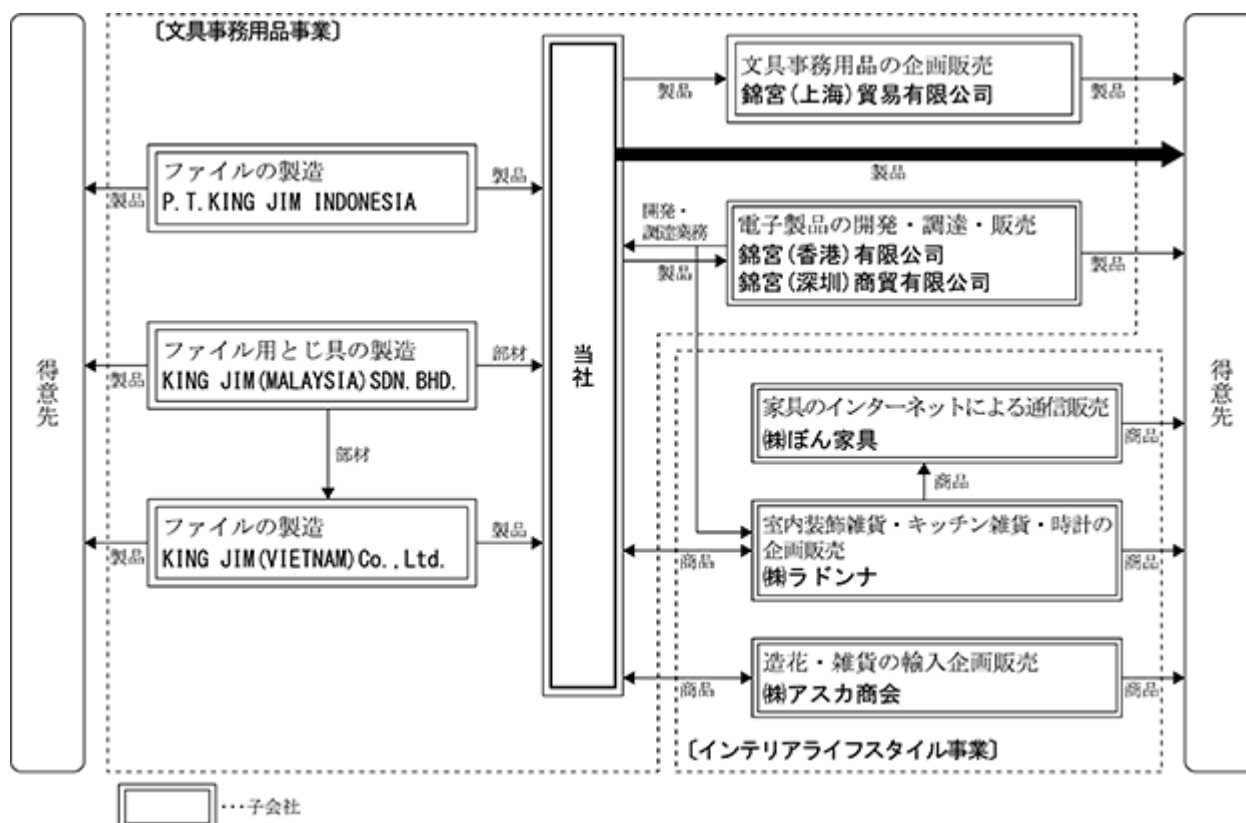 〔文具事務用品事業〕
文具事務用品の企画販売
錦宮(上海)貿易有限公司
製品
製品
製品
ファイルの製造
P.T.KING JIM INDONESIA
製品
製品
開発・
調達業務
製品
電子製品の開発・調達・販売
錦宮(香港)有限公司
錦宮(深圳)商貿有限公司
製品
得意先
ファイル用とじ具の製造
KING JIM(MALAYSIA)SDN.BHD.
製品
部材
当社
得意先
家具のインターネットによる通信販売
㈱ぼん家具
商品
部材
商品
ファイルの製造
KING JIM(VIETNAM)Co.,Ltd.
製品
製品
室内装飾雑貨・キッチン雑貨・時計の
企画販売
㈱ラドンナ
商品
商品
造花・雑貨の輸入企画販売
㈱アスカ商会
商品
商品
〔インテリアライフスタイル事業〕
･･･子会社